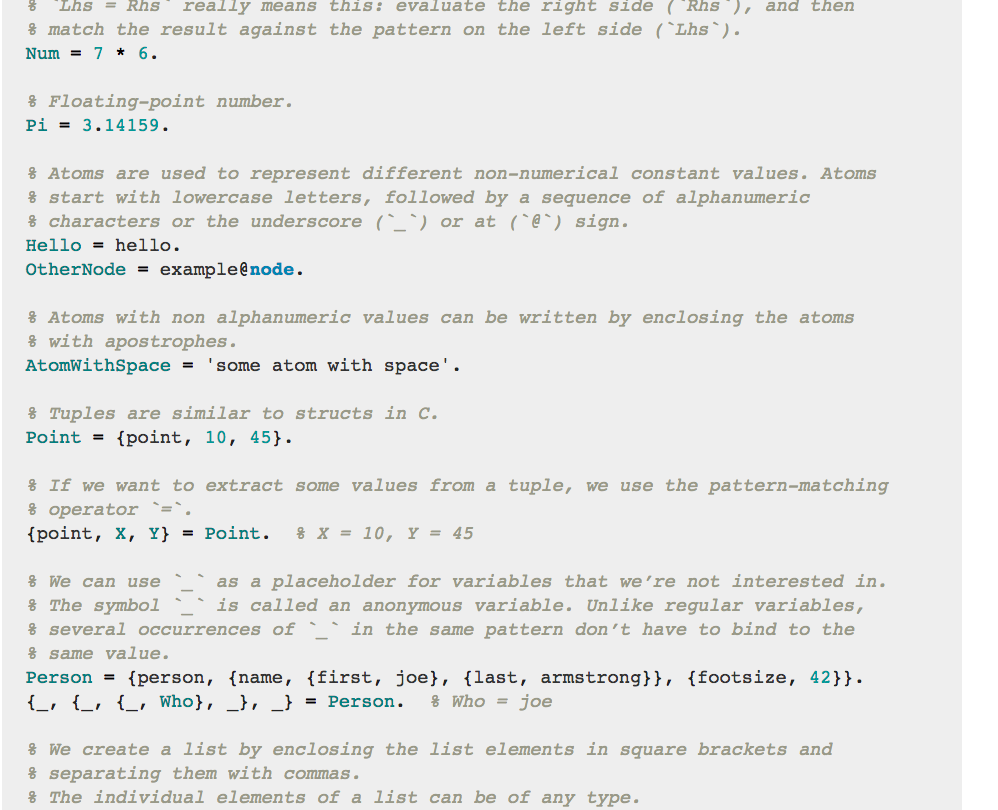 % `Lhs = Rhs` really means this: evaluate the right side (`Rhs`), and then
% match the result against the pattern on the left side (`Lhs`).
Num = 7 * 6.
% Floating-point number.
Pi = 3.14159.
% Atoms are used to represent different non-numerical constant values. Atoms
% start with lowercase letters, followed by a sequence of alphanumeric
% characters or the underscore (`_`) or at (`@`) sign.
Hello = hello.
OtherNode = example@node.
% Atoms with non alphanumeric values can be written by enclosing the atoms
% with apostrophes.
AtomWithSpace = 'some atom with space'.
% Tuples are similar to structs in C.
Point = {point, 10, 45}.
% If we want to extract some values from a tuple, we use the pattern-matching
% operator `=`.
{point, X, Y} = Point.  % X = 10, Y = 45
% We can use `_` as a placeholder for variables that we’re not interested in.
% The symbol `_` is called an anonymous variable. Unlike regular variables,
% several occurrences of `_` in the same pattern don’t have to bind to the
% same value.
Person = {person, {name, {first, joe}, {last, armstrong}}, {footsize, 42}}.
{_, {_, {_, Who}, _}, _} = Person.  % Who = joe
% We create a list by enclosing the list elements in square brackets and
% separating them with commas.
% The individual elements of a list can be of any type.